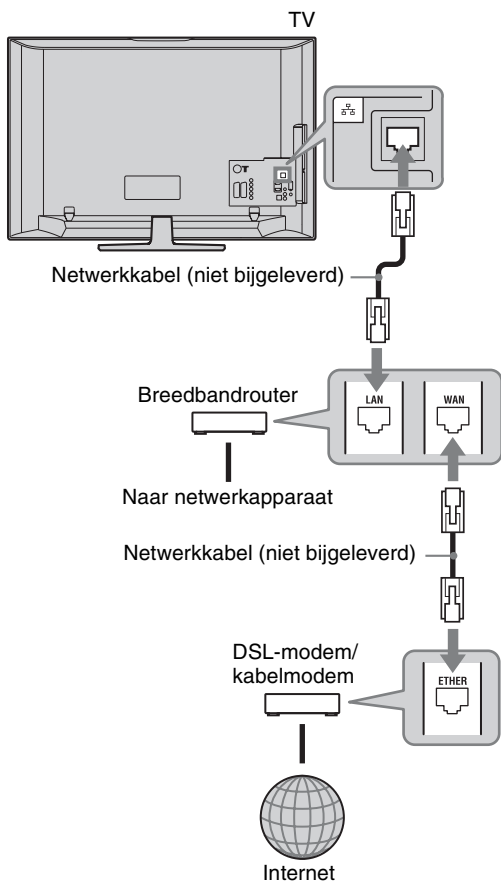 TV
Netwerkkabel (niet bijgeleverd)
Breedbandrouter
LAN
WAN
Naar netwerkapparaat
Netwerkkabel (niet bijgeleverd)
DSL-modem/
kabelmodem
ETHER
Internet